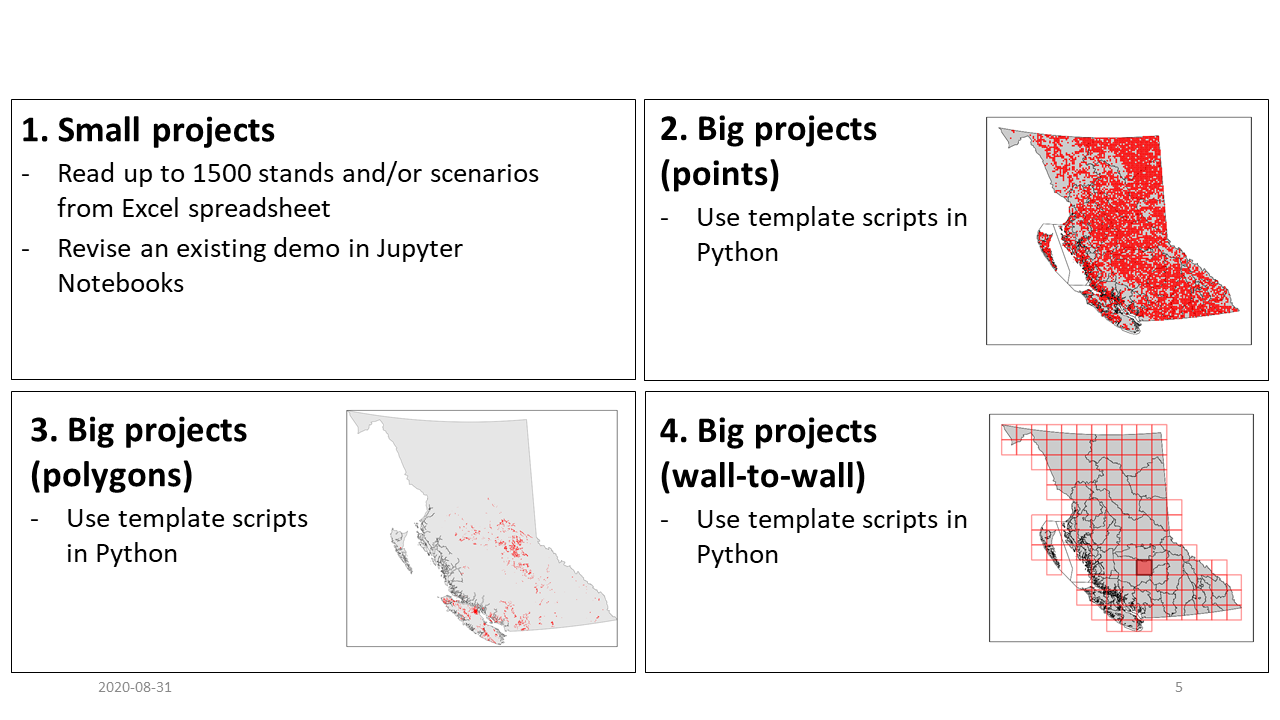 1. Small projects
- Read up to 1500 stands and/or scenarios
from Excel spreadsheet
- Revise an existing demo in Jupyter
Notebooks
2. Big projects
(points)
- Use template scripts in
Python
3. Big projects
(polygons)
- Use template scripts
in Python
4. Big projects
(wall-to-wall)
- Use template scripts in
Python
2020-08-31
5